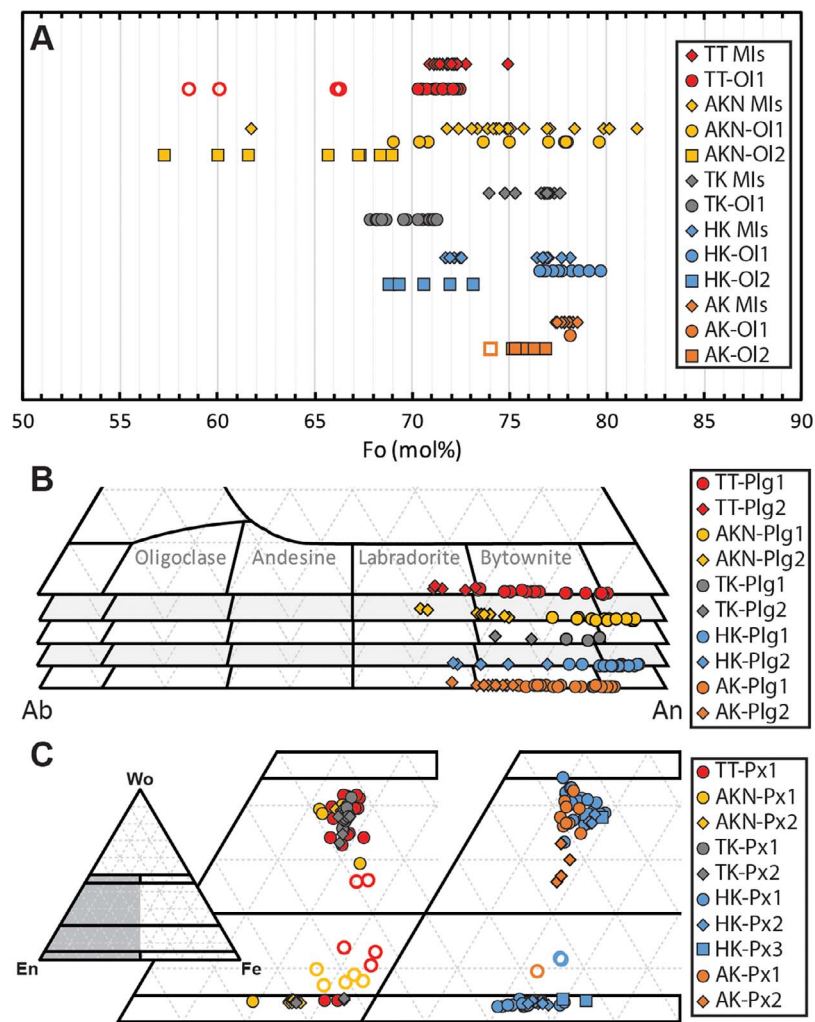 A
TT MIs
TT-Ol1
AKN MIs
AKN-Ol1
AKN-Ol2
TK MIs
TK-Ol1
HK MIs
HK-Ol1
HK-Ol2
AK MIs
AK-Ol1
AK-Ol2
50 55 60 65 70 75 80 85 90
Fo (mol%)
B
Oligoclase Andesine Labradorite Bytownite
Ab An
TT-Plg1
TT-Plg2
AKN-Plg1
AKN-Plg2
TK-Plg1
TK-Plg2
HK-Plg1
HK-Plg2
AK-Plg1
AK-Plg2
C
Wo
En Fe
TT-Px1
AKN-Px1
AKN-Px2
TK-Px1
TK-Px2
HK-Px1
HK-Px2
HK-Px3
AK-Px1
AK-Px2